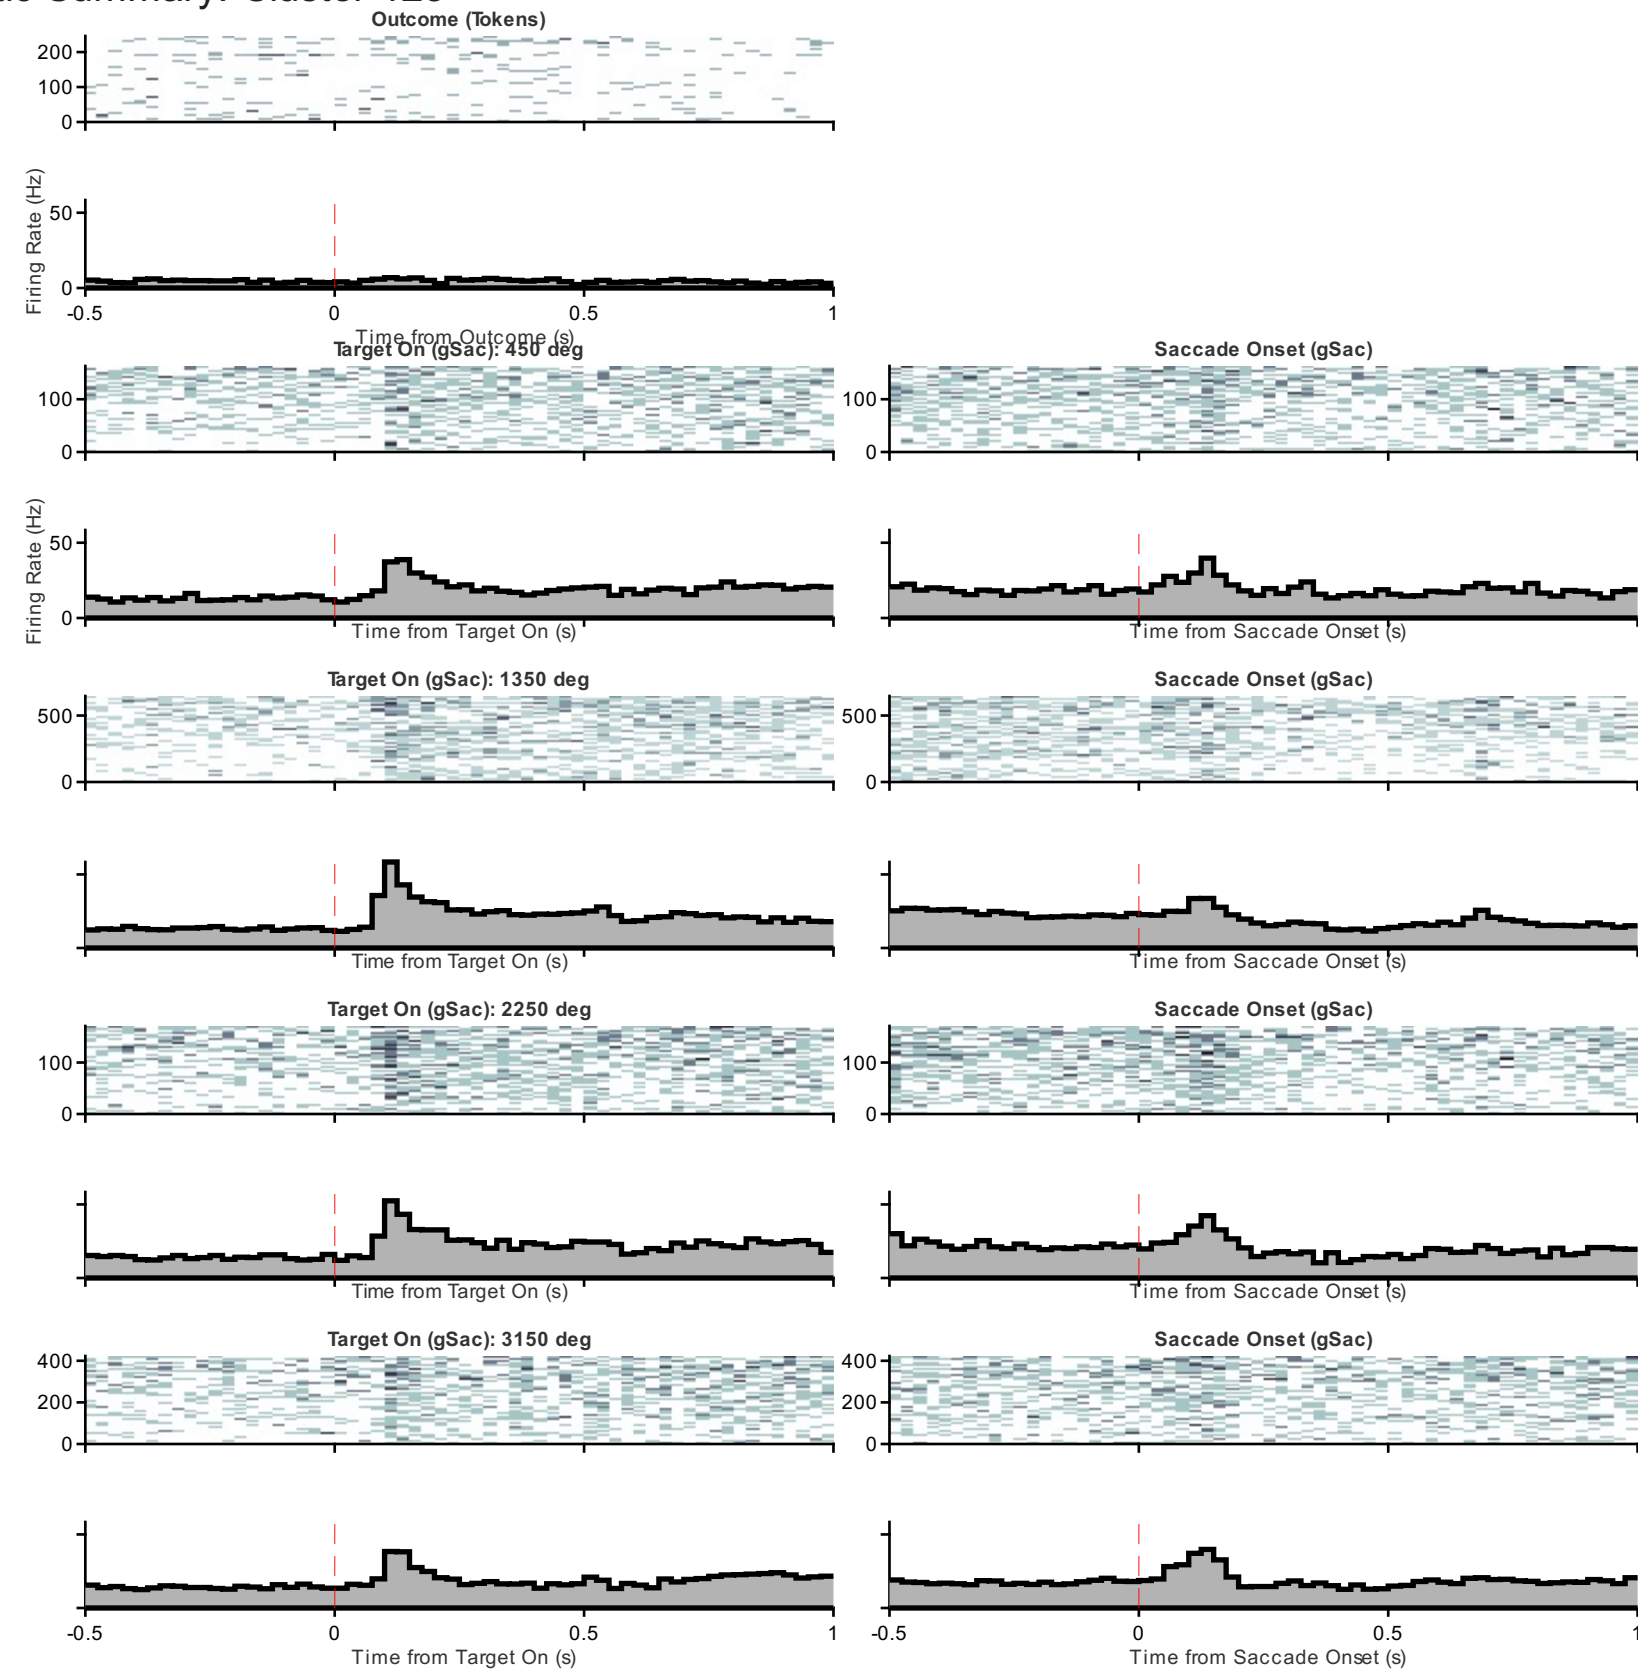 Summary: Cluster
Outcome (Tokens)
200
100
0
Firing Rate (Hz)
50
0
-0.5 0 0.5 1
Time from Outcome (s)
Target On (gSac): 450 deg Saccade Onset (gSac)
100 100
0 0
Firing Rate (Hz)
50
0
Time from Target On (s) Time from Saccade Onset (s)
Target On (gSac): 1350 deg Saccade Onset (gSac)
500 500
0 0
Time from Target On (s) Time from Saccade Onset (s)
Target On (gSac): 2250 deg Saccade Onset (gSac)
100 100
0 0
Time from Target On (s) Time from Saccade Onset (s)
Target On (gSac): 3150 deg Saccade Onset (gSac)
400 400
200 200
0 0
-0.5 0 0.5 1 -0.5 0 0.5 1
Time from Target On (s) Time from Saccade Onset (s)